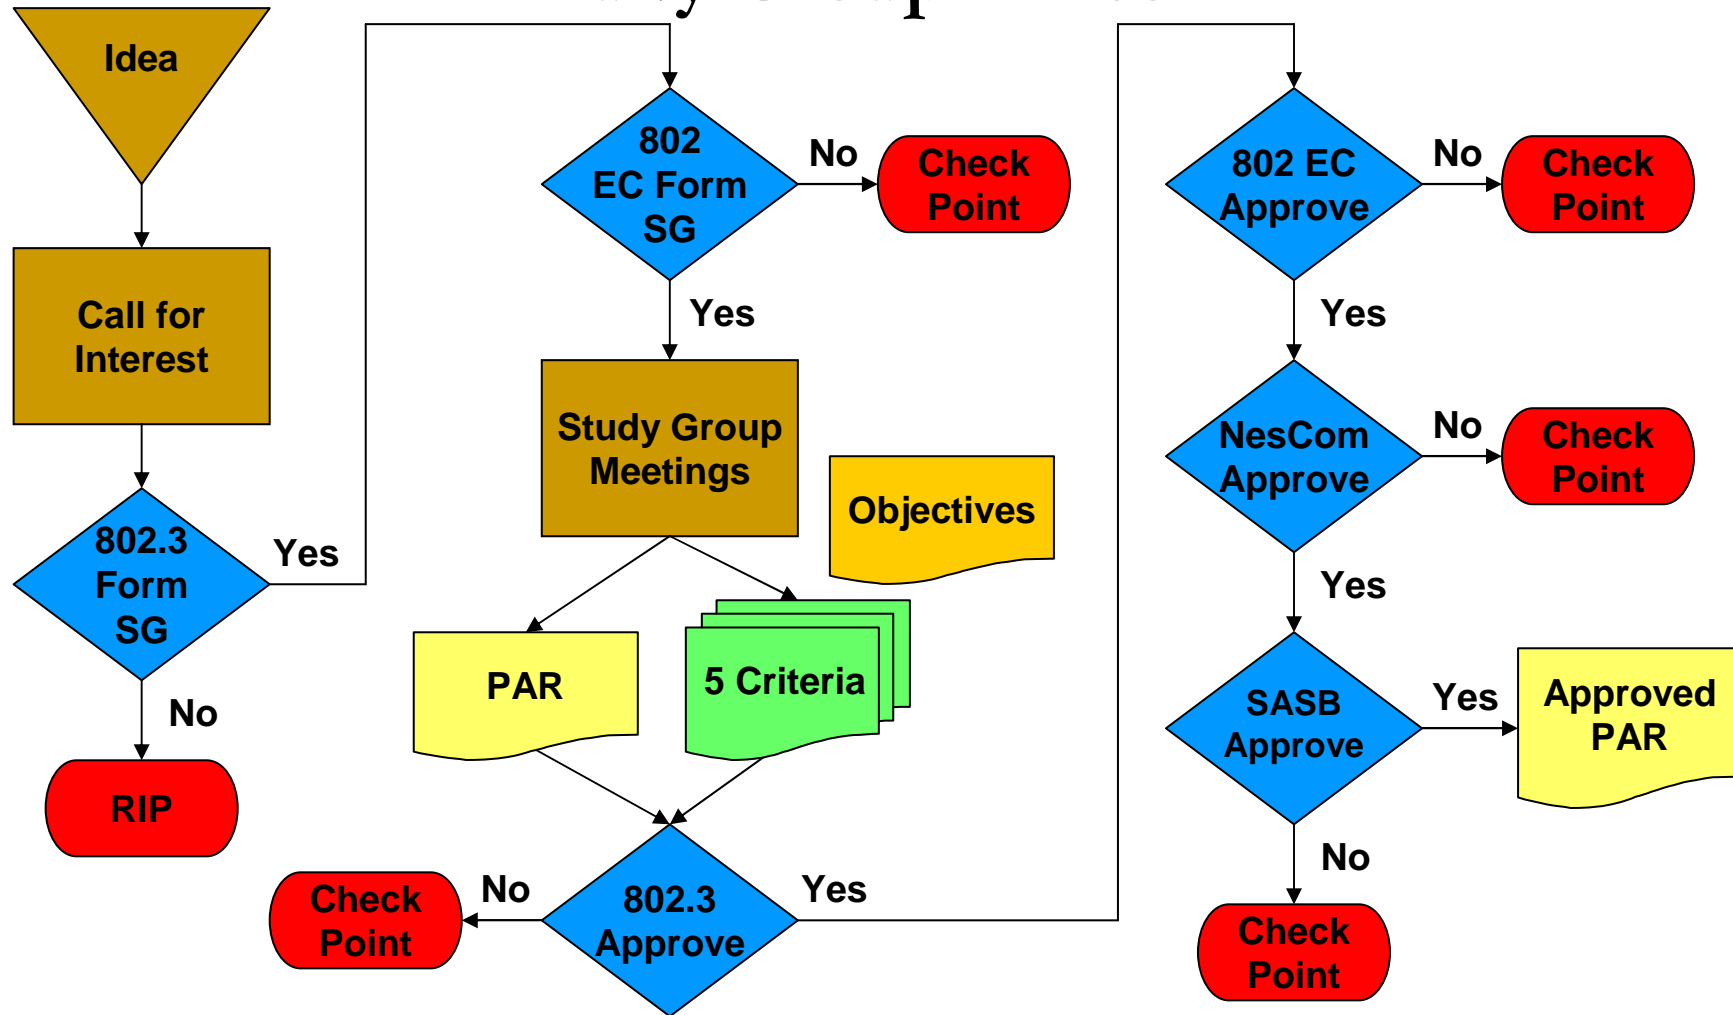 Idea
Call for
Interest
802.3
Form
SG
Yes
No
RIP
802
EC Form
SG
No
Check
Point
Yes
Study Group
Meetings
Objectives
PAR
5 Criteria
802.3
Approve
No
Check
Point
Yes
802 EC
Approve
No
Check
Point
Yes
NesCom
Approve
No
Check
Point
Yes
SASB
Approve
Yes
Approved
PAR
No
Check
Point